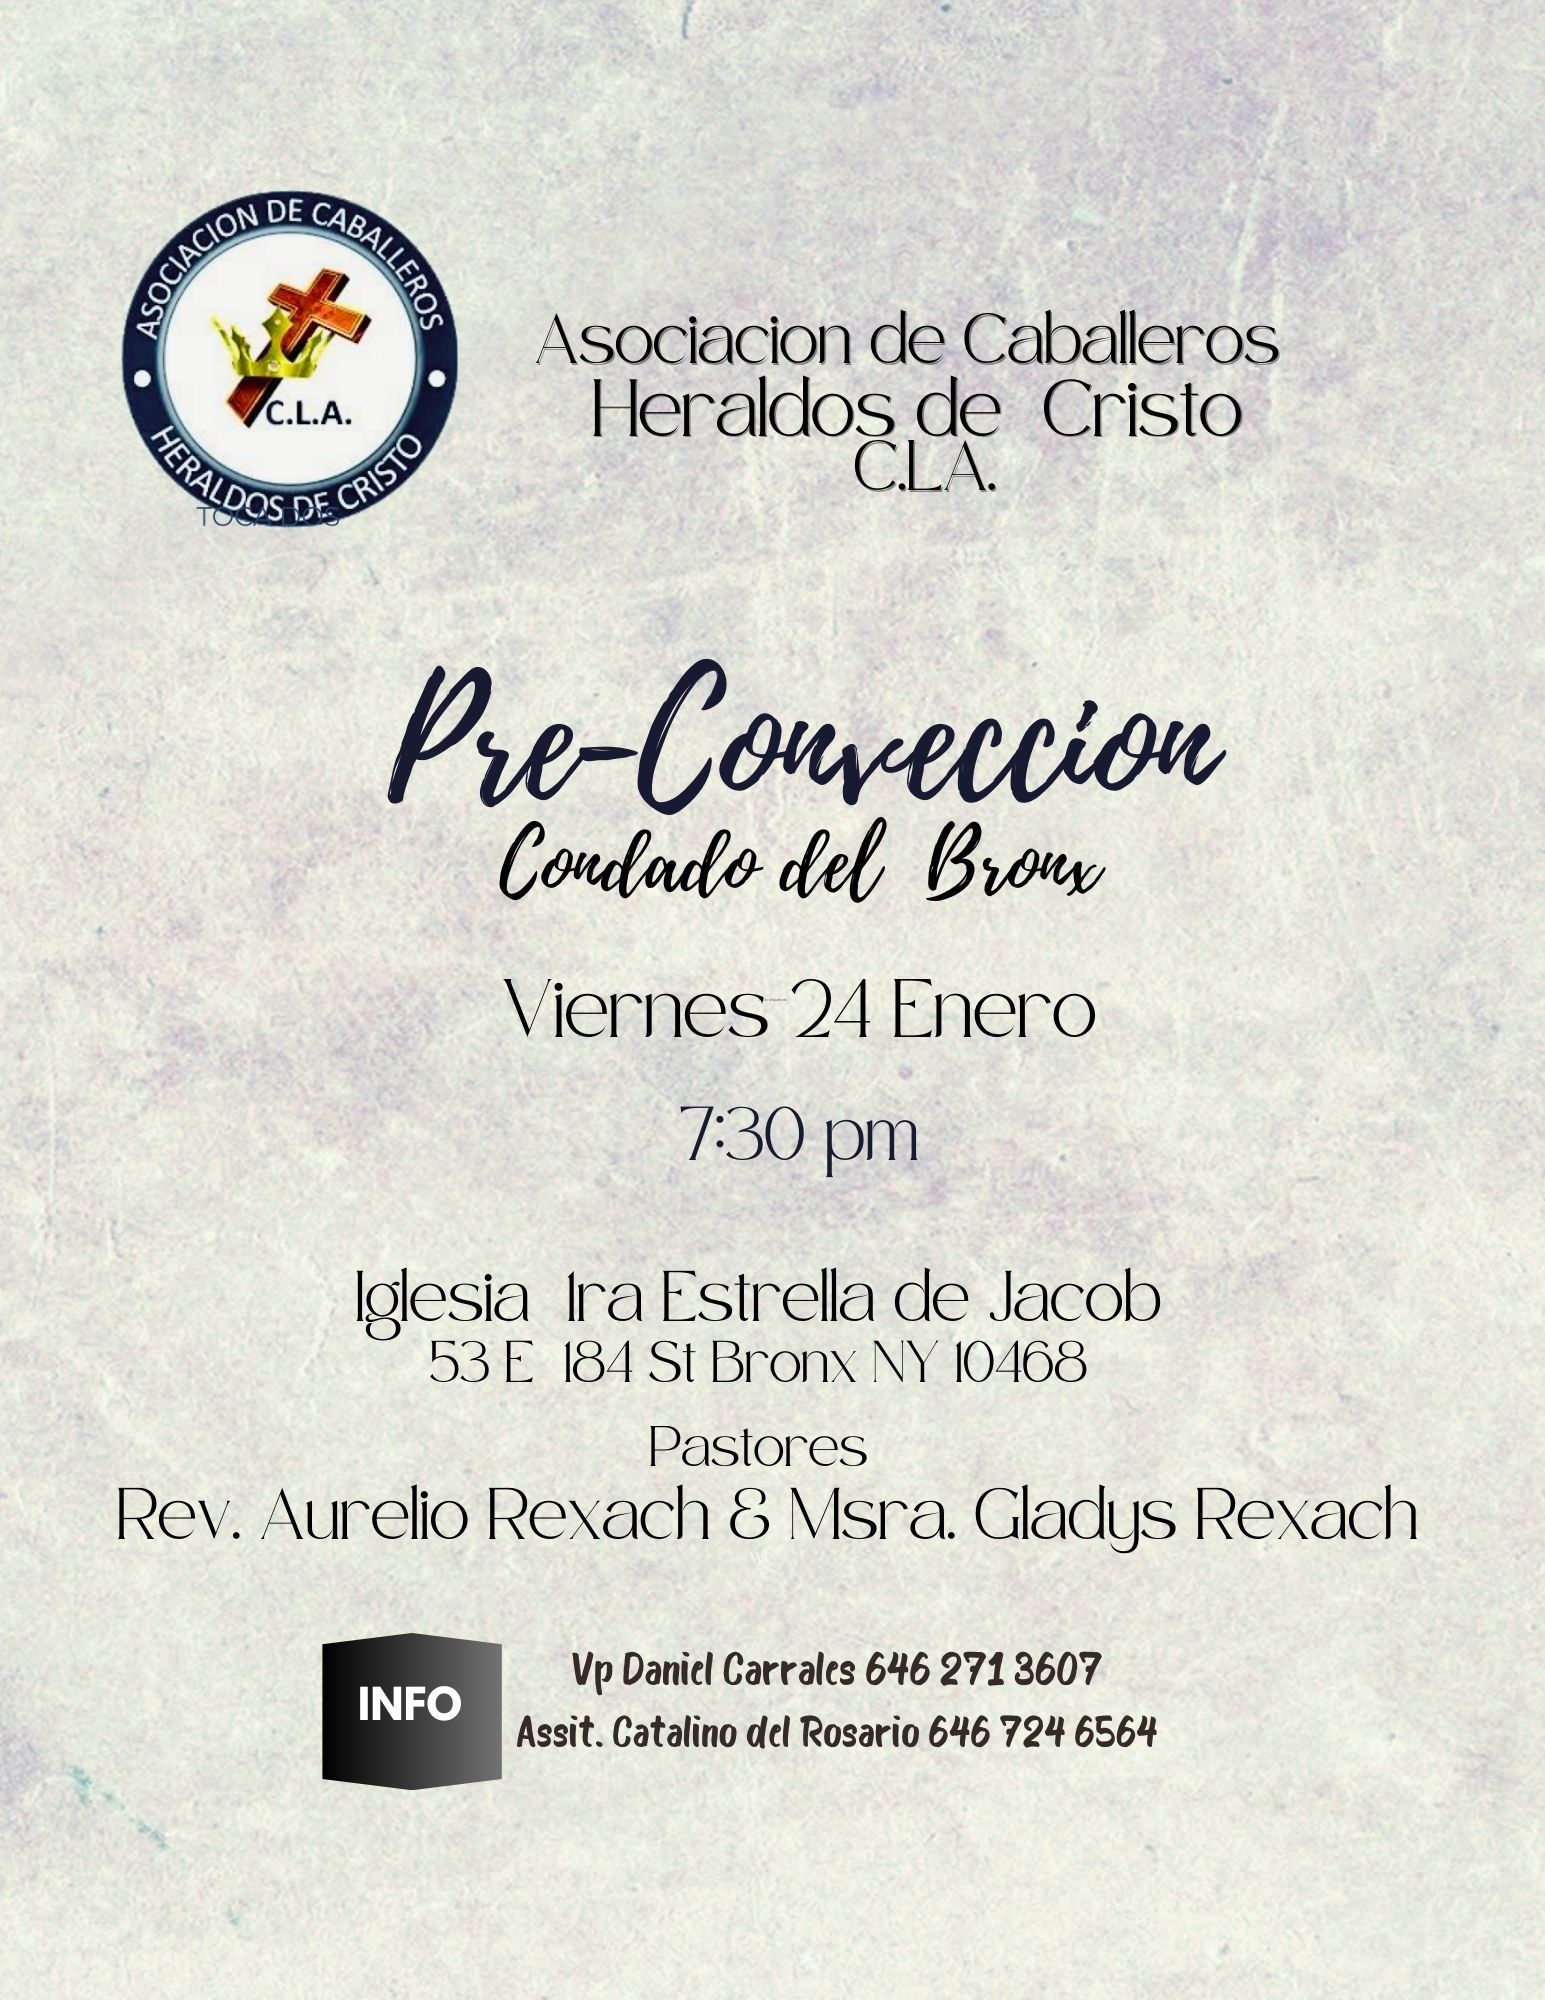 ASOCIACION DE CABALLEROS
C.L.A.
HERALDOS DE CRISTO
TOCA DOS
Asociacion de Caballeros
Heraldos de Cristo
C.L.A.
Pre-Conveccion
Condado del Bronx
Viernes 24 Enero
7:30 pm
Iglesia 1ra Estrella de Jacob
53 E 184 St Bronx NY 10468
Pastores
Rev. Aurelio Rexach & Msra. Gladys Rexach
INFO
Vp Daniel Carrales 646 271 3607
Assit. Catalino del Rosario 646 724 6564